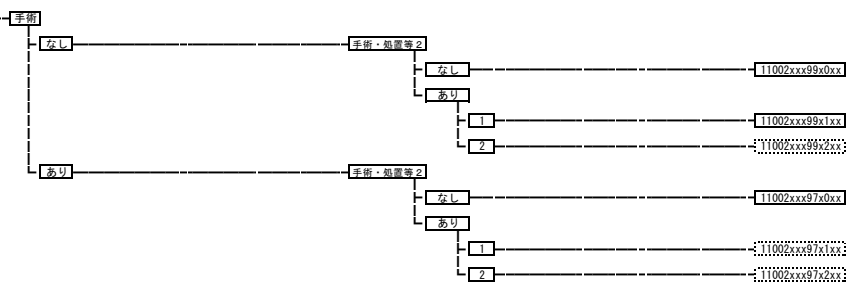 手術
なし 手術・処置等２
なし 11002xxx99x0xx
あり
1 11002xxx99x1xx
2 11002xxx99x2xx
あり 手術・処置等２
なし 11002xxx97x0xx
あり
1 11002xxx97x1xx
2 11002xxx97x2xx